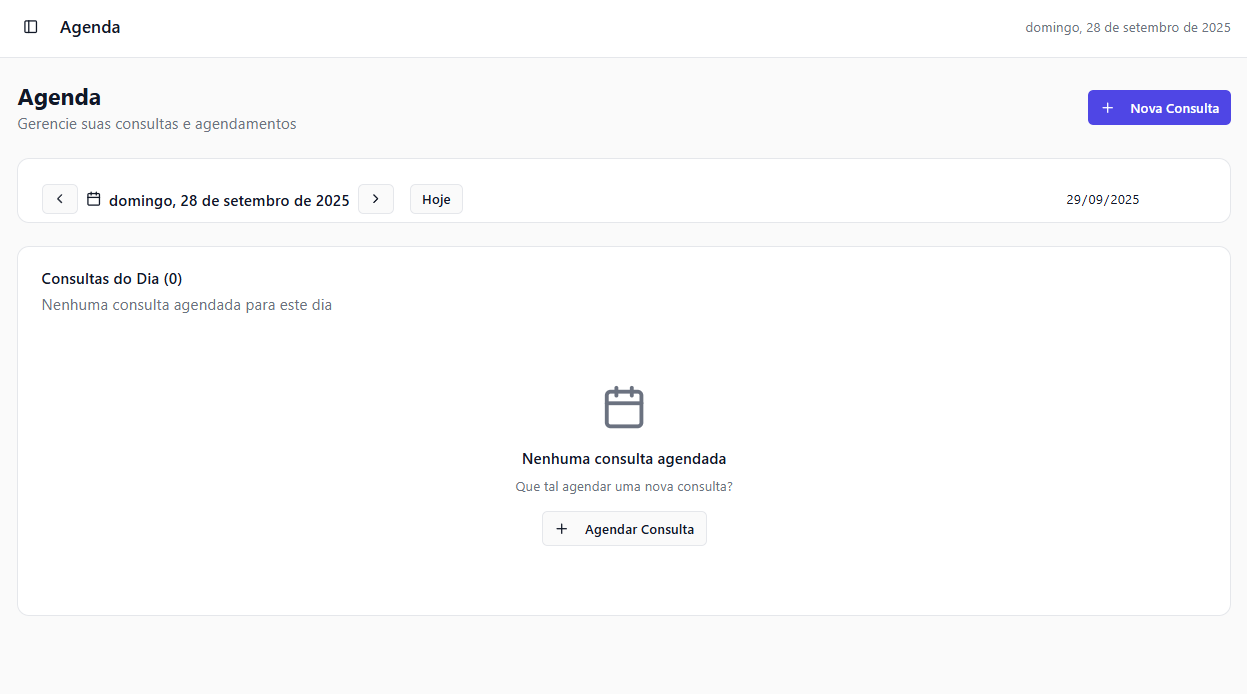 Agenda
domingo, 28 de setembro de 2025
Agenda
Gerencie suas consultas e agendamentos
Nova Consulta
domingo, 28 de setembro de 2025
Hoje
29/09/2025
Consultas do Dia (0)
Nenhuma consulta agendada para este dia
Nenhuma consulta agendada
Que tal agendar uma nova consulta?
Agendar Consulta